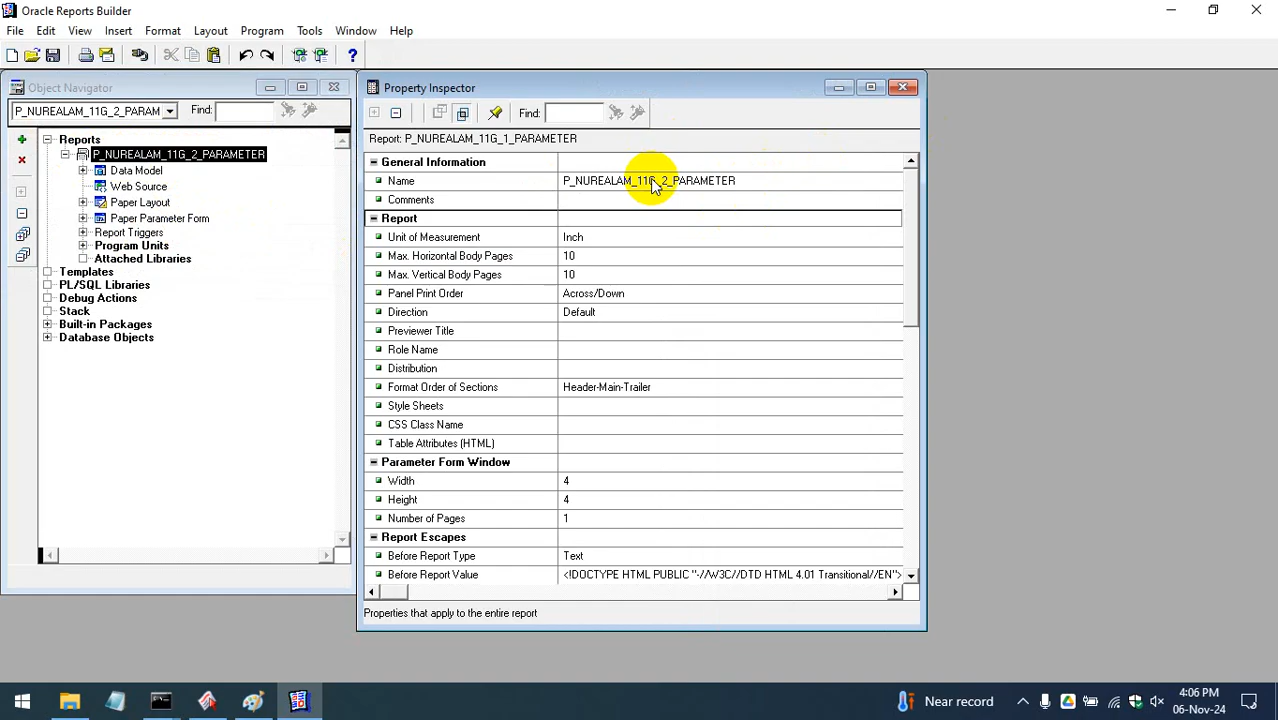 Oracle Reports Builder
File Edit View Insert Format Layout Program Tools Window Help
Object Navigator
P_NUREALAM_11G_2_PARAM Find:
Reports
P_NUREALAM_11G_2_PARAMETER
Data Model
Web Source
Paper Layout
Paper Parameter Form
Report Triggers
Program Units
Attached Libraries
Templates
PL/SQL Libraries
Debug Actions
Stack
Built-in Packages
Database Objects
Property Inspector
Find:
Report: P_NUREALAM_11G_1_PARAMETER
General Information
Name P_NUREALAM_11G_2_PARAMETER
Comments
Report
Unit of Measurement Inch
Max. Horizontal Body Pages 10
Max. Vertical Body Pages 10
Panel Print Order Across/Down
Direction Default
Previewer Title
Role Name
Distribution
Format Order of Sections Header-Main-Trailer
Style Sheets
CSS Class Name
Table Attributes (HTML)
Parameter Form Window
Width 4
Height 4
Number of Pages 1
Report Escapes
Before Report Type Text
Before Report Value <!DOCTYPE HTML PUBLIC "-//W3C//DTD HTML 4.01 Transitional//EN">
Properties that apply to the entire report
Near record
4:06 PM
06-Nov-24